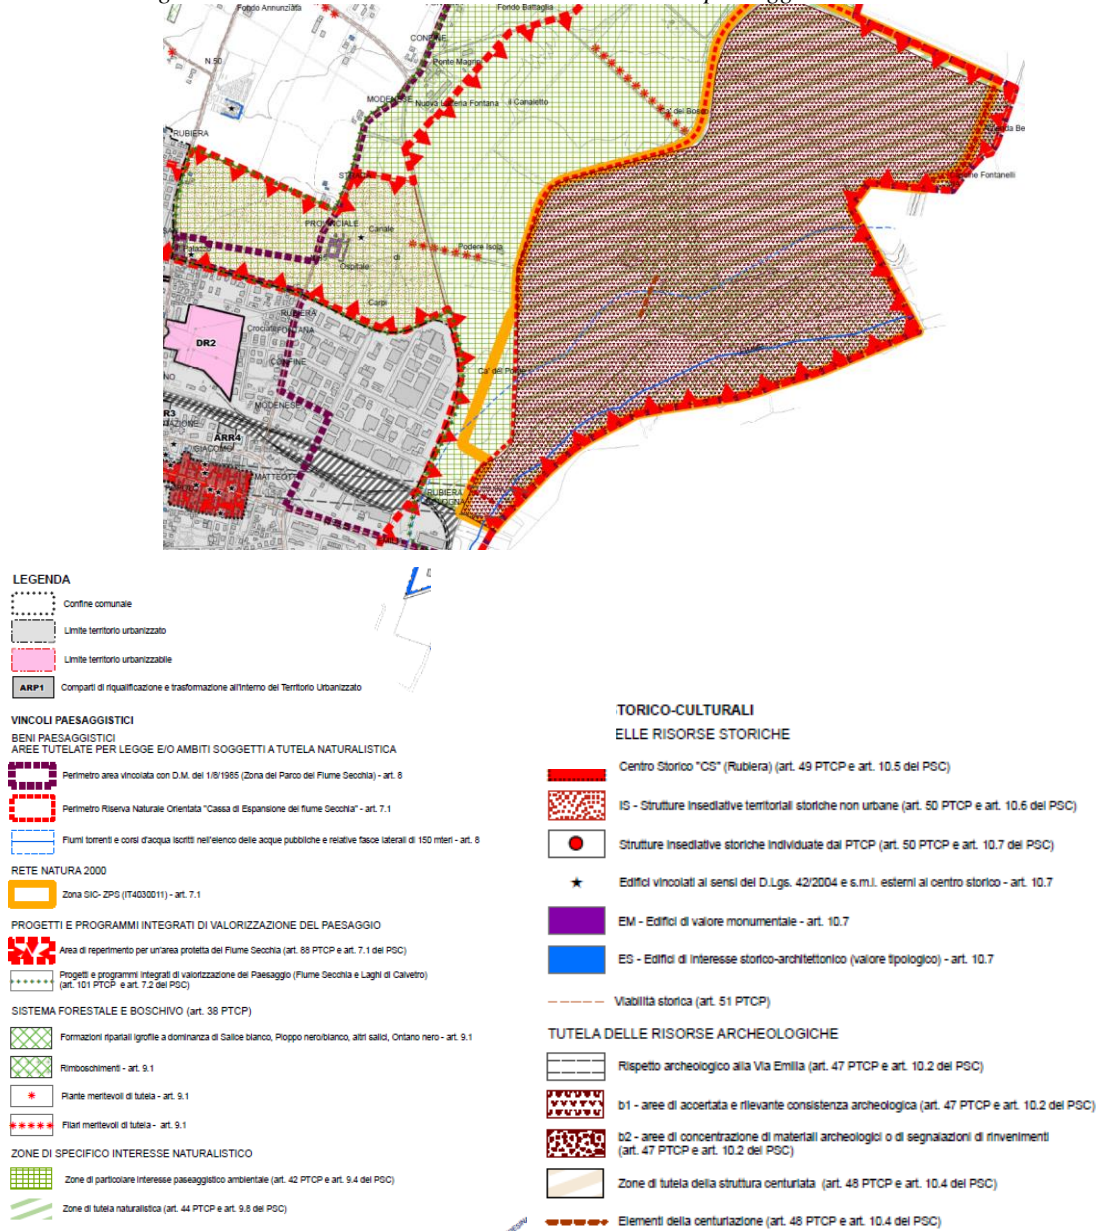 Fondo Annunziata
Fondo Battaglia
CONFINE
N 50
Ponte Magrini
MODENESE
Nuova Latteria Fontana
il Canaletto
Ca' del Bosco
RUBIERA
STRADA
Fontanelli
PROVINCIALE
Canale
Palazzo
Podere Isola
di
Ospitale
Carpi
RUBIERA
Crociale
FONTANA
DR2
Ca' del Ponte
CONFINE
MODENESE
ARR4
GIACOMO
MATTEOTTI
RUBIERA
LEGENDA
Confine comunale
Limite territorio urbanizzato
Limite territorio urbanizzabile
ARP1 Comparti di riqualificazione e trasformazione all'interno del Territorio Urbanizzato
VINCOLI PAESAGGISTICI
BENI PAESAGGISTICI
AREE TUTELATE PER LEGGE E/O AMBITI SOGGETTI A TUTELA NATURALISTICA
Perimetro area vincolata con D.M. del 1/8/1985 (Zona del Parco del Fiume Secchia) - art. 8
Perimetro Riserva Naturale Orientata "Cassa di Espansione del fiume Secchia" - art. 7.1
Fiumi torrenti e corsi d'acqua iscritti nell'elenco delle acque pubbliche e relative fasce laterali di 150 mteri - art. 8
RETE NATURA 2000
Zona SIC- ZPS (IT4030011) - art. 7.1
PROGETTI E PROGRAMMI INTEGRATI DI VALORIZZAZIONE DEL PAESAGGIO
Area di reperimento per un'area protetta del Fiume Secchia (art. 88 PTCP e art. 7.1 del PSC)
Progetti e programmi integrati di valorizzazione del Paesaggio (Fiume Secchia e Laghi di Calvetro)
(art. 101 PTCP e art. 7.2 del PSC)
SISTEMA FORESTALE E BOSCHIVO (art. 38 PTCP)
Formazioni ripariali igrofile a dominanza di Salice bianco, Pioppo nero/bianco, altri salici, Ontano nero - art. 9.1
Rimboschimenti - art. 9.1
Piante meritevoli di tutela - art. 9.1
Filari meritevoli di tutela - art. 9.1
ZONE DI SPECIFICO INTERESSE NATURALISTICO
Zone di particolare interesse paseaggistico ambientale (art. 42 PTCP e art. 9.4 del PSC)
Zone di tutela naturalistica (art. 44 PTCP e art. 9.8 del PSC)
TORICO-CULTURALI
ELLE RISORSE STORICHE
Centro Storico "CS" (Rubiera) (art. 49 PTCP e art. 10.5 del PSC)
IS - Strutture insediative territoriali storiche non urbane (art. 50 PTCP e art. 10.6 del PSC)
Strutture insediative storiche individuate dal PTCP (art. 50 PTCP e art. 10.7 del PSC)
Edifici vincolati ai sensi del D.Lgs. 42/2004 e s.m.i. esterni al centro storico - art. 10.7
EM - Edifici di valore monumentale - art. 10.7
ES - Edifici di interesse storico-architettonico (valore tipologico) - art. 10.7
Viabilità storica (art. 51 PTCP)
TUTELA DELLE RISORSE ARCHEOLOGICHE
Rispetto archeologico alla Via Emilia (art. 47 PTCP e art. 10.2 del PSC)
b1 - aree di accertata e rilevante consistenza archeologica (art. 47 PTCP e art. 10.2 del PSC)
b2 - aree di concentrazione di materiali archeologici o di segnalazioni di rinvenimenti
(art. 47 PTCP e art. 10.2 del PSC)
Zone di tutela della struttura centuriata (art. 48 PTCP e art. 10.4 del PSC)
Elementi della centuriazione (art. 48 PTCP e art. 10.4 del PSC)